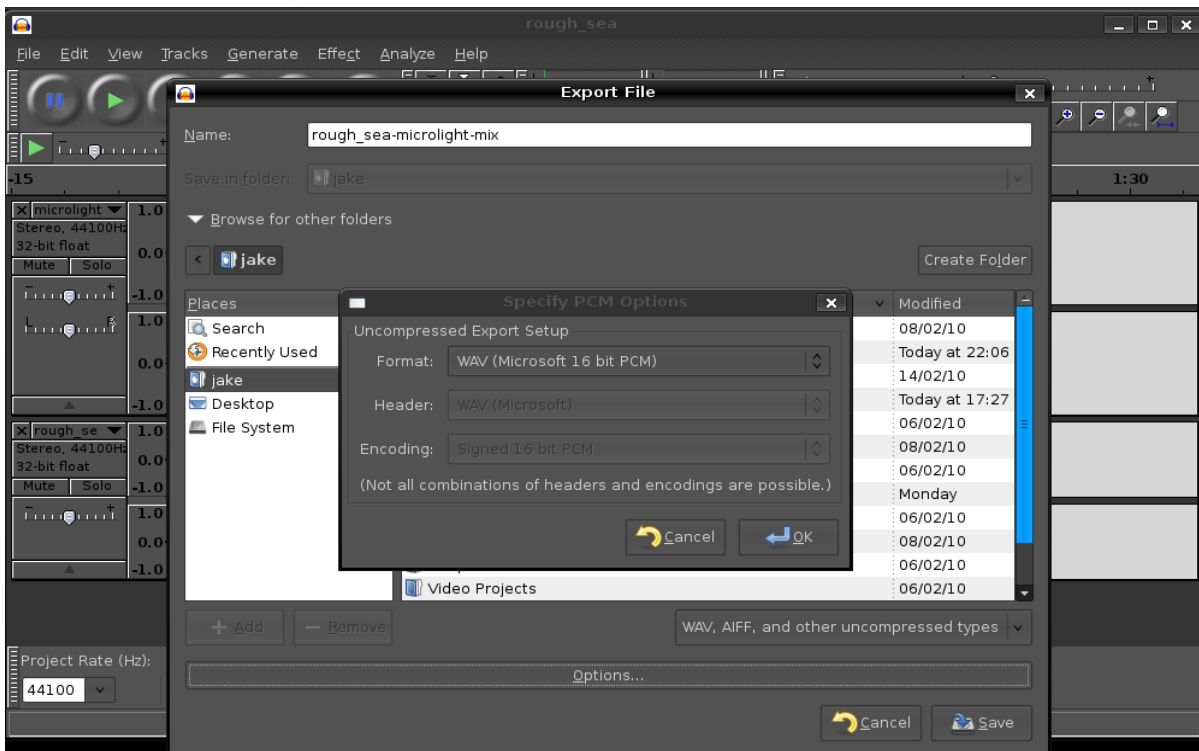 rough_sea
File Edit View Tracks Generate Effect Analyze Help
Export File
Name: rough_sea-microlight-mix
Save in folder: jake
-15 1:30
Browse for other folders
< jake Create Folder
microlight 1.0
Stereo, 44100Hz
32-bit float
0.0
Mute Solo
-1.0
L R 1.0
0.0
-1.0
rough_se 1.0
Stereo, 44100Hz
32-bit float
0.0
Mute Solo -1.0
1.0
0.0
-1.0
Places Modified
Search 08/02/10
Recently Used Today at 22:06
jake 14/02/10
Desktop Today at 17:27
File System 06/02/10
08/02/10
06/02/10
Monday
06/02/10
08/02/10
06/02/10
Video Projects 06/02/10
Specify PCM Options
Uncompressed Export Setup
Format: WAV (Microsoft 16 bit PCM)
Header: WAV (Microsoft)
Encoding: Signed 16 bit PCM
(Not all combinations of headers and encodings are possible.)
Cancel OK
Add Remove WAV, AIFF, and other uncompressed types
Project Rate (Hz):
44100
Options...
Cancel Save